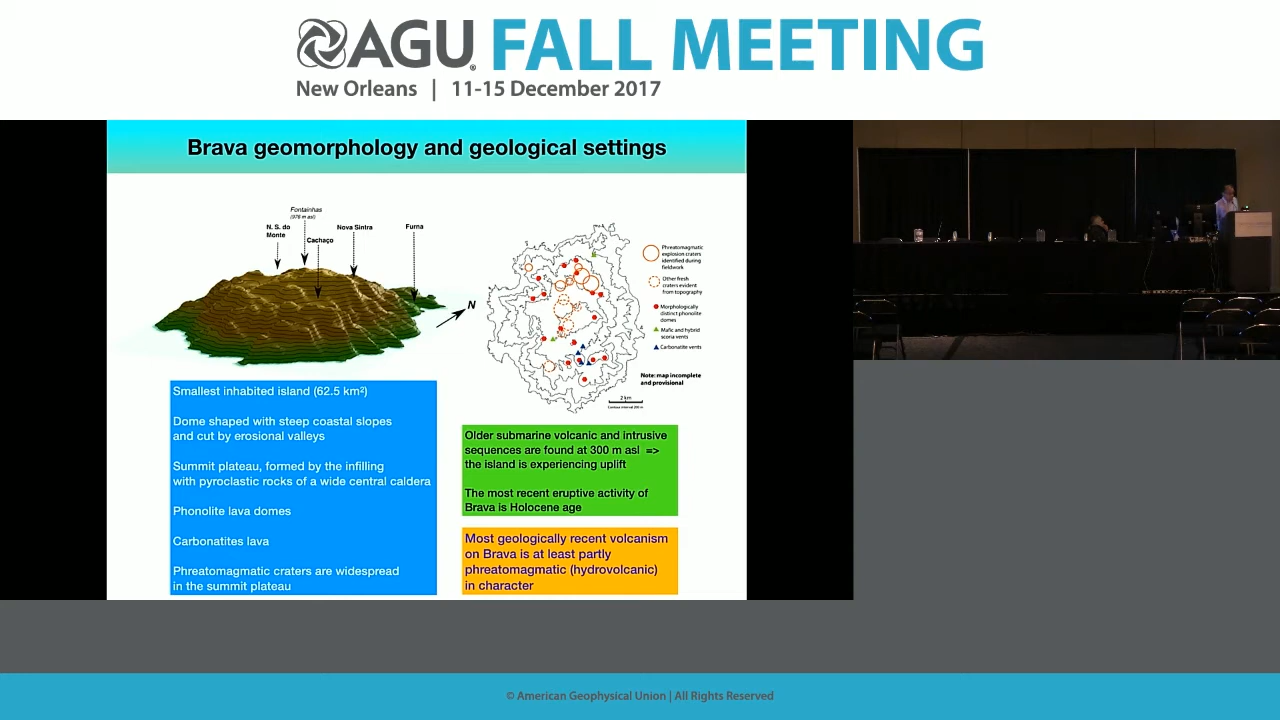 AGU FALL MEETING
New Orleans | 11-15 December 2017
Brava geomorphology and geological settings
Fontainhas
(976 m asl)
N. S. do
Monte
Cachaço
Nova Sintra
Furna
N
Phreatomagmatic
explosion craters
identified during
fieldwork
Other fresh
craters evident
from topography
Morphologically
distinct phonolite
domes
Mafic and hybrid
scoria vents
Carbonatite vents
Note: map incomplete
and provisional
2 km
Contour interval 200 m
Smallest inhabited island (62.5 km²)
Dome shaped with steep coastal slopes
and cut by erosional valleys
Summit plateau, formed by the infilling
with pyroclastic rocks of a wide central caldera
Phonolite lava domes
Carbonatites lava
Phreatomagmatic craters are widespread
in the summit plateau
Older submarine volcanic and intrusive
sequences are found at 300 m asl =>
the island is experiencing uplift
The most recent eruptive activity of
Brava is Holocene age
Most geologically recent volcanism
on Brava is at least partly
phreatomagmatic (hydrovolcanic)
in character
© American Geophysical Union | All Rights Reserved